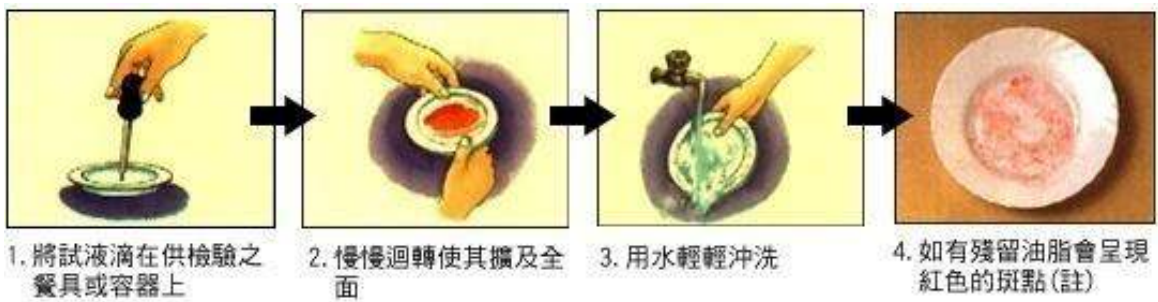 1. 將試液滴在供檢驗之
餐具或容器上
2. 慢慢迴轉使其擴及全
面
3. 用水輕輕沖洗
4. 如有殘留油脂會呈現
紅色的斑點(註)